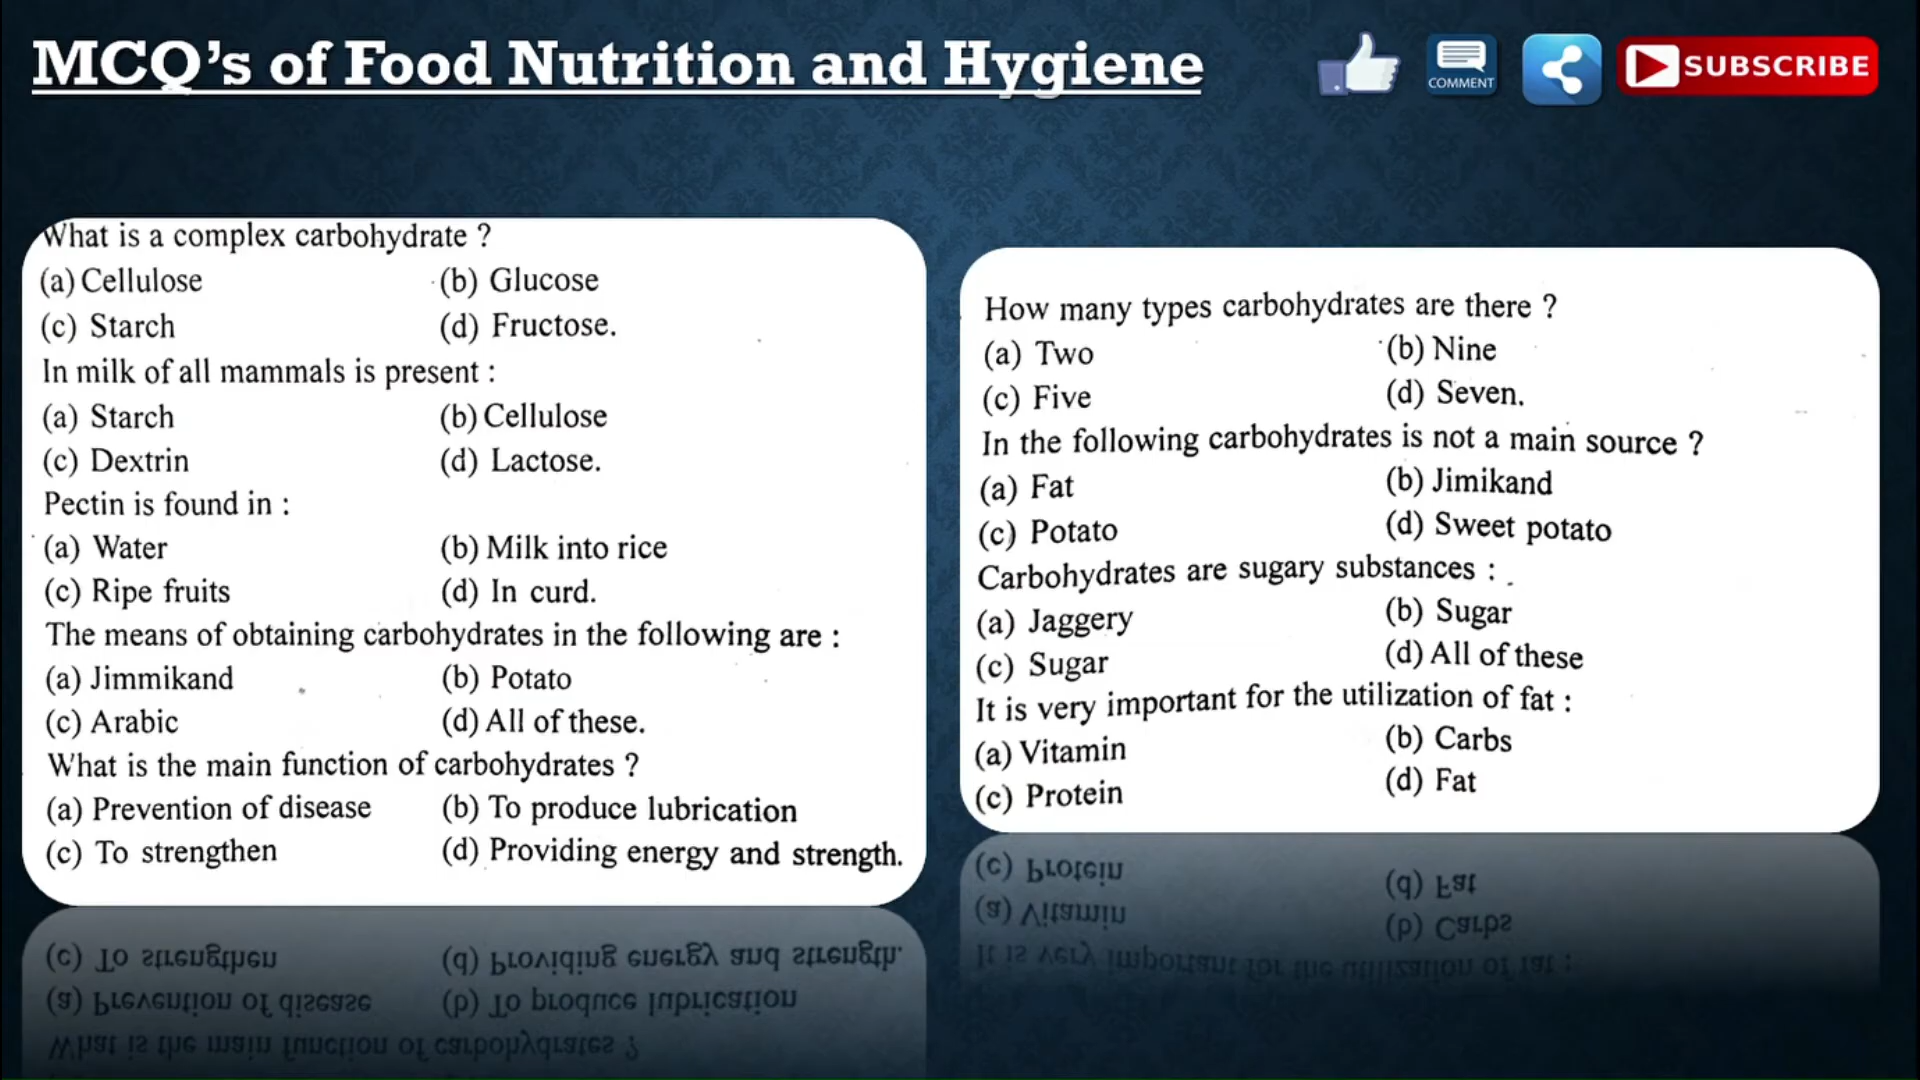 MCQ's of Food Nutrition and Hygiene
COMMENT
SUBSCRIBE
What is a complex carbohydrate ?
(a) Cellulose (b) Glucose
(c) Starch (d) Fructose.
In milk of all mammals is present :
(a) Starch (b) Cellulose
(c) Dextrin (d) Lactose.
Pectin is found in :
(a) Water (b) Milk into rice
(c) Ripe fruits (d) In curd.
The means of obtaining carbohydrates in the following are :
(a) Jimmikand (b) Potato
(c) Arabic (d) All of these.
What is the main function of carbohydrates ?
(a) Prevention of disease (b) To produce lubrication
(c) To strengthen (d) Providing energy and strength.
How many types carbohydrates are there ?
(a) Two (b) Nine
(c) Five (d) Seven.
In the following carbohydrates is not a main source ?
(a) Fat (b) Jimikand
(c) Potato (d) Sweet potato
Carbohydrates are sugary substances :
(a) Jaggery (b) Sugar
(c) Sugar (d) All of these
It is very important for the utilization of fat :
(a) Vitamin (b) Carbs
(c) Protein (d) Fat